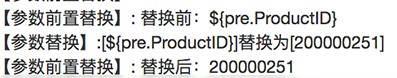 【参数前置替换】: 替换前: ${pre.ProductID}
【参数替换】:[${pre.ProductID}]替换为[200000251]
【参数前置替换】: 替换后: 200000251